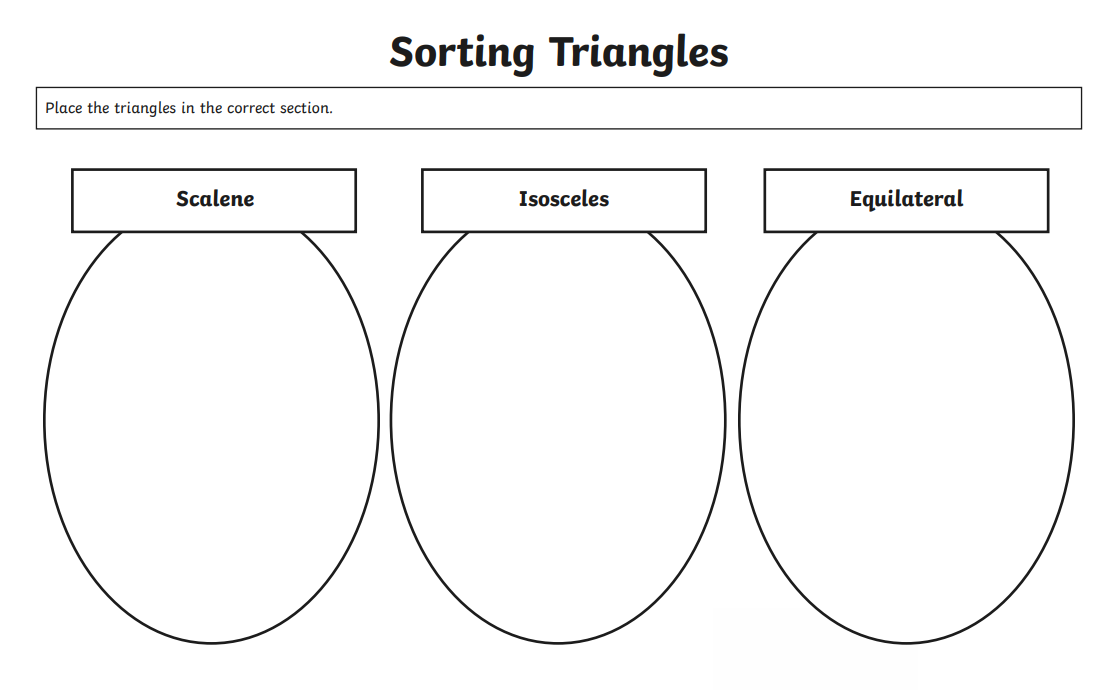 Sorting Triangles
Place the triangles in the correct section.
Scalene
Isosceles
Equilateral